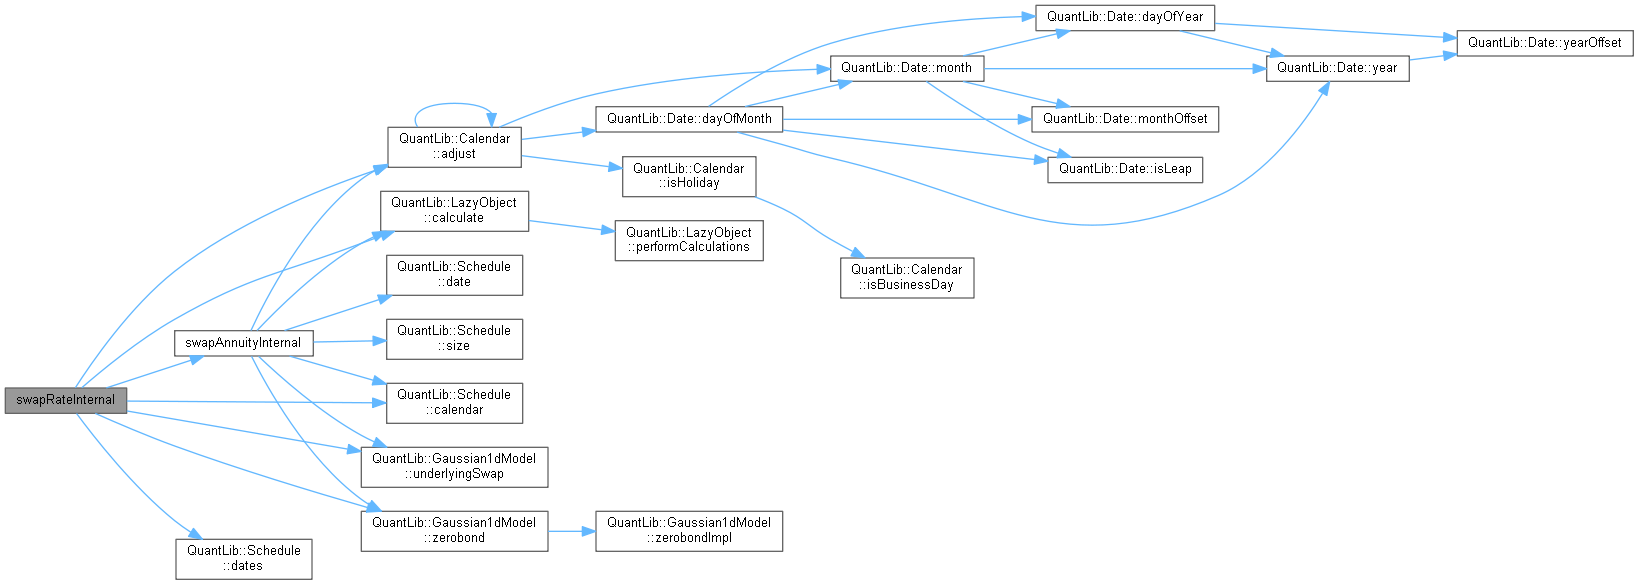 swapRateInternal
swapAnnuityInternal
QuantLib::Schedule
::dates
QuantLib::Calendar
::adjust
QuantLib::LazyObject
::calculate
QuantLib::Schedule
::date
QuantLib::Schedule
::size
QuantLib::Schedule
::calendar
QuantLib::Gaussian1dModel
::underlyingSwap
QuantLib::Gaussian1dModel
::zerobond
QuantLib::Date::dayOfMonth
QuantLib::Calendar
::isHoliday
QuantLib::LazyObject
::performCalculations
QuantLib::Gaussian1dModel
::zerobondImpl
QuantLib::Date::month
QuantLib::Calendar
::isBusinessDay
QuantLib::Date::dayOfYear
QuantLib::Date::monthOffset
QuantLib::Date::isLeap
QuantLib::Date::year
QuantLib::Date::yearOffset